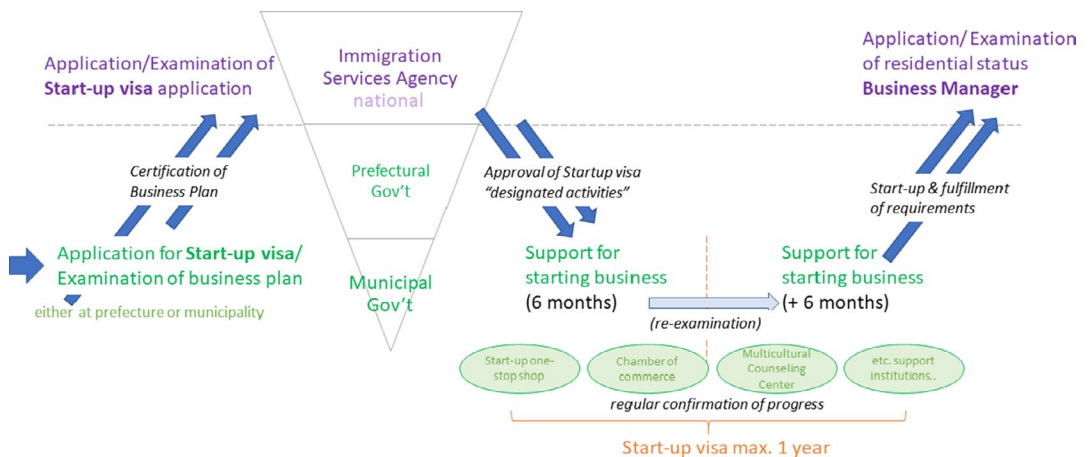 Application/Examination of
Start-up visa application
Immigration
Services Agency
national
Application/ Examination
of residential status
Business Manager
Certification of
Business Plan
Prefectural
Gov't
Approval of Startup visa
"designated activities"
Start-up & fulfillment
of requirements
Application for Start-up visa/
Examination of business plan
either at prefecture or municipality
Municipal
Gov't
Support for
starting business
(6 months)
(re-examination)
Support for
starting business
(+ 6 months)
Start-up one-
stop shop
Chamber of
commerce
Multicultural
Counseling
Center
etc. support
institutions..
regular confirmation of progress
Start-up visa max. 1 year